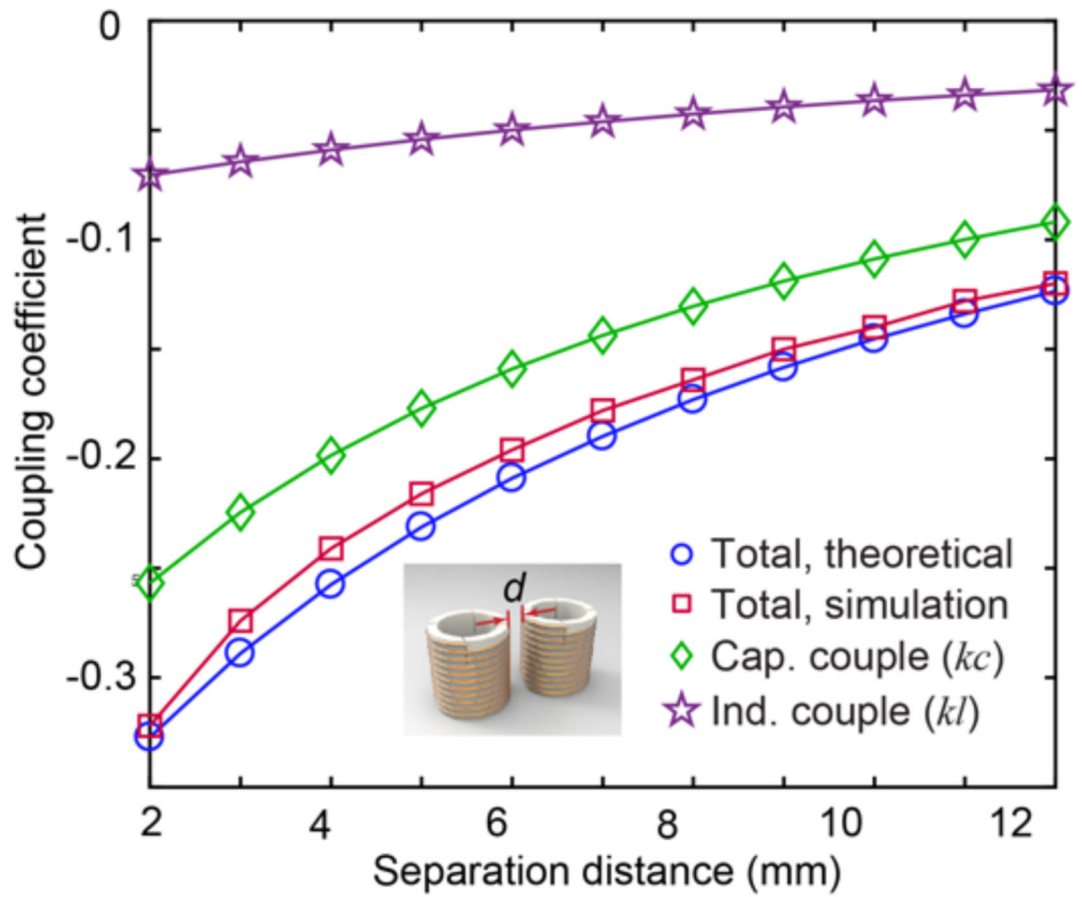 0
-0.1
-0.2
-0.3
Coupling coefficient
d
Total, theoretical
Total, simulation
Cap. couple (kc)
Ind. couple (kl)
2 4 6 8 10 12
Separation distance (mm)